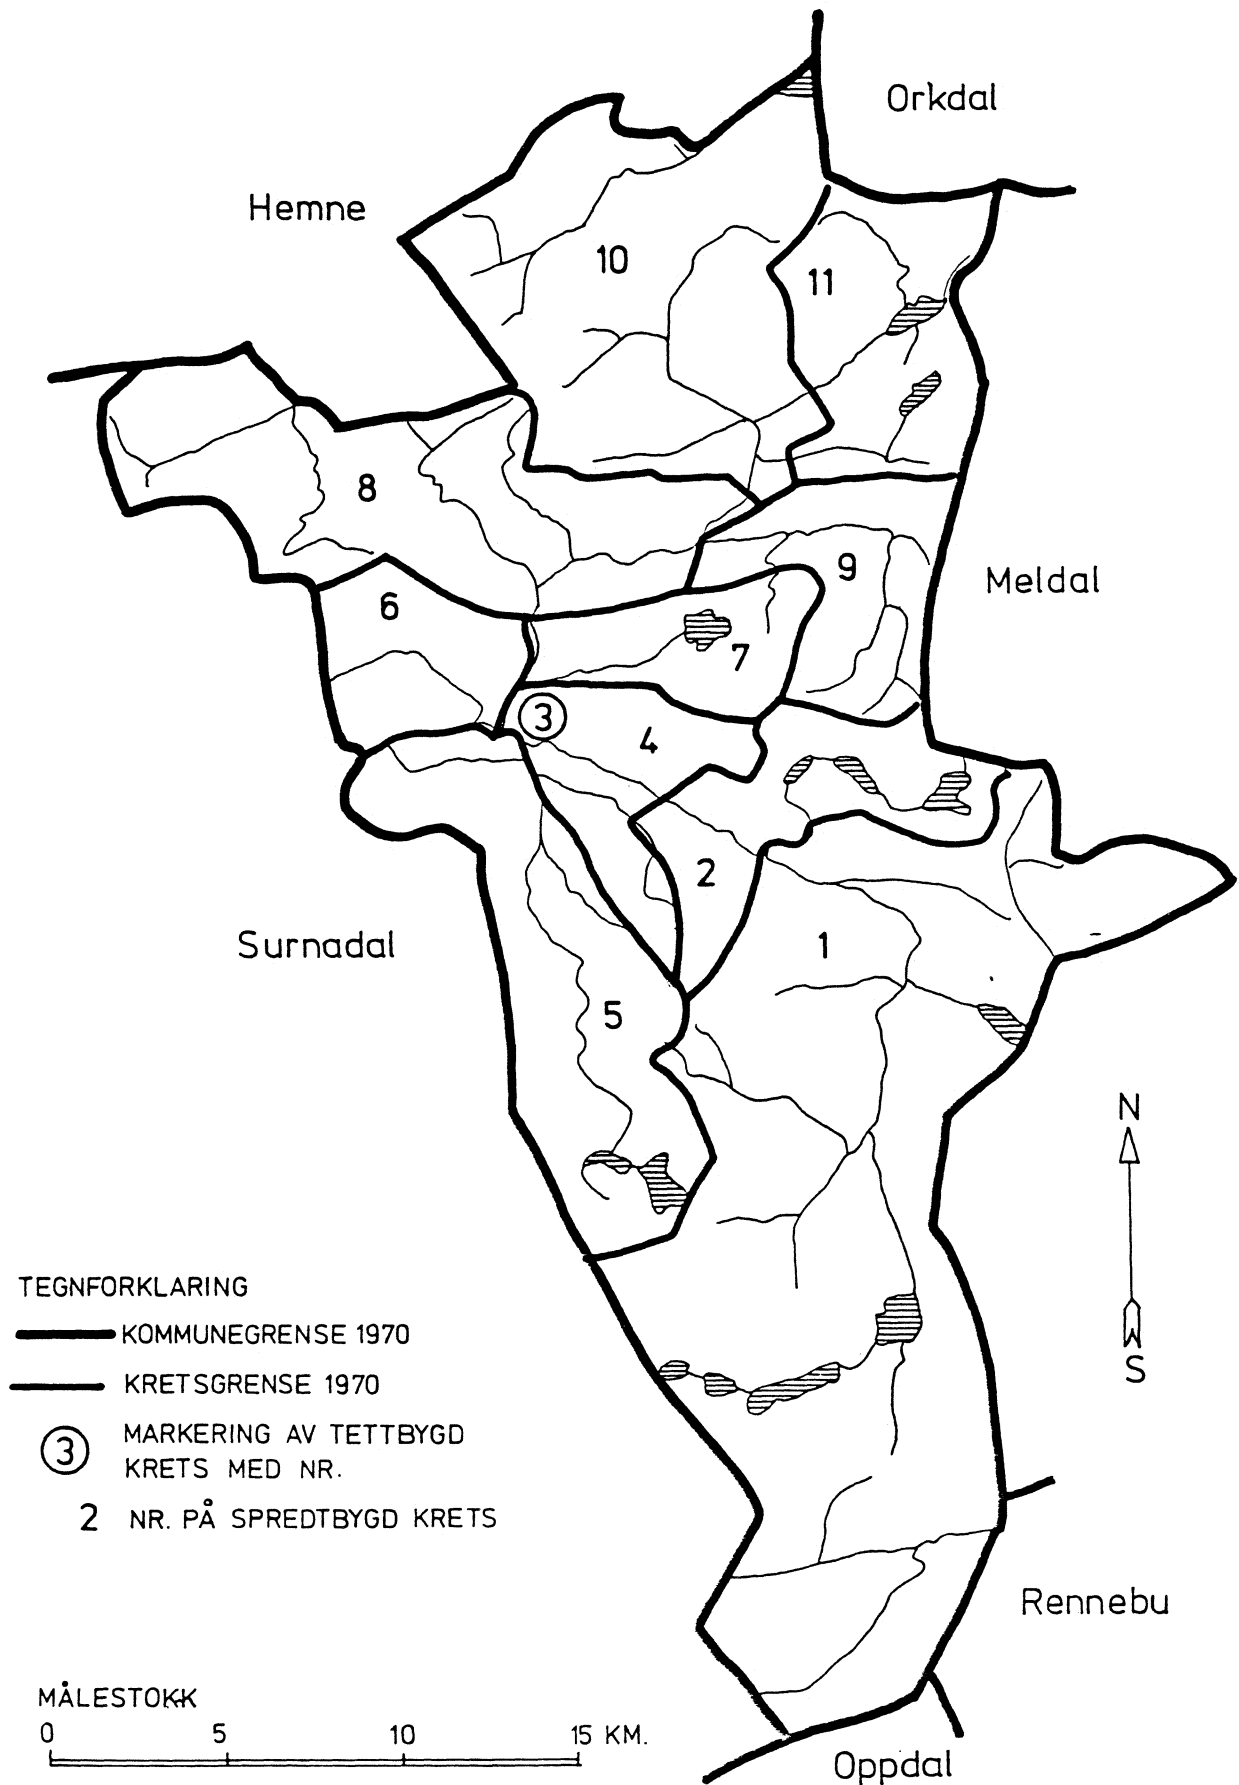 Orkdal
Hemne
10
11
8
9
6
Meldal
7
3
4
2
1
Surnadal
5
N
S
TEGNFORKLARING
KOMMUNEGRENSE 1970
KRETSGRENSE 1970
3 MARKERING AV TETTBYGD
KRETS MED NR.
2 NR. PÅ SPREDTBYGD KRETS
Rennebu
MÅLESTOKK
0 5 10 15 KM.
Oppdal